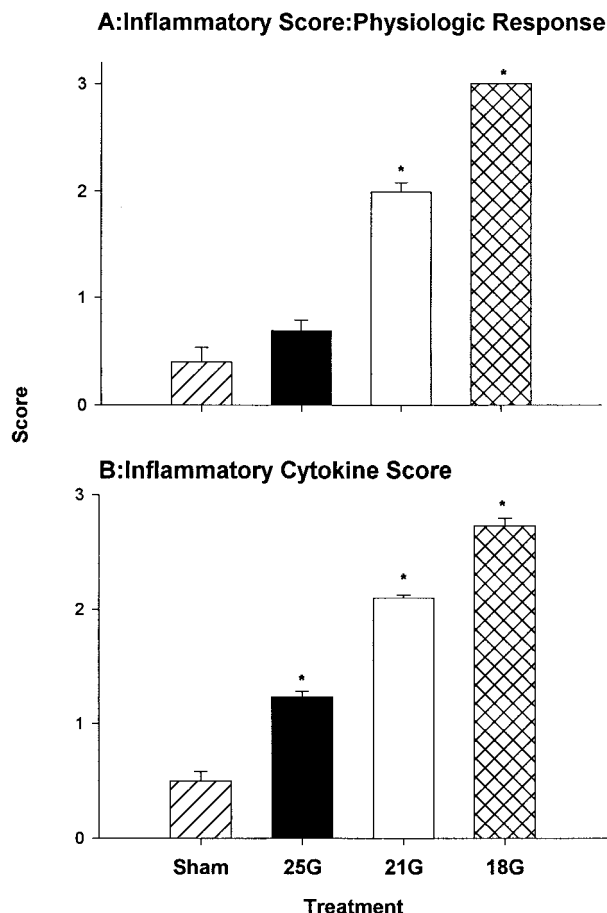 A:Inflammatory Score:Physiologic Response
3
*
*
2
1
0
Score
B:Inflammatory Cytokine Score
3
*
*
2
*
1
0
Sham 25G 21G 18G
Treatment